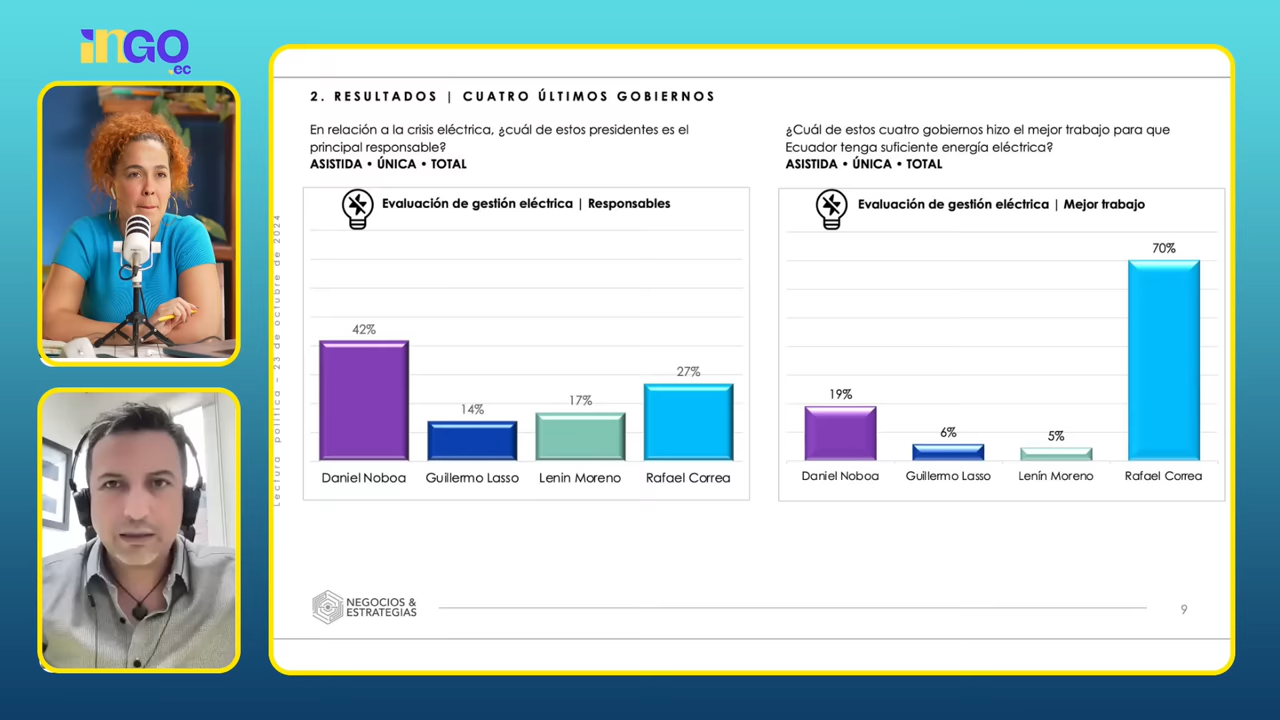 inGO
.ec
2. RESULTADOS | CUATRO ÚLTIMOS GOBIERNOS
En relación a la crisis eléctrica, ¿cuál de estos presidentes es el
principal responsable?
ASISTIDA • ÚNICA • TOTAL
Evaluación de gestión eléctrica | Responsables
42%
14%
17%
27%
Daniel Noboa
Guillermo Lasso
Lenin Moreno
Rafael Correa
¿Cuál de estos cuatro gobiernos hizo el mejor trabajo para que
Ecuador tenga suficiente energía eléctrica?
ASISTIDA • ÚNICA • TOTAL
Evaluación de gestión eléctrica | Mejor trabajo
19%
6%
5%
70%
Daniel Noboa
Guillermo Lasso
Lenín Moreno
Rafael Correa
Lectura política – 23 de octubre de 2024
NEGOCIOS &
ESTRATEGIAS
9